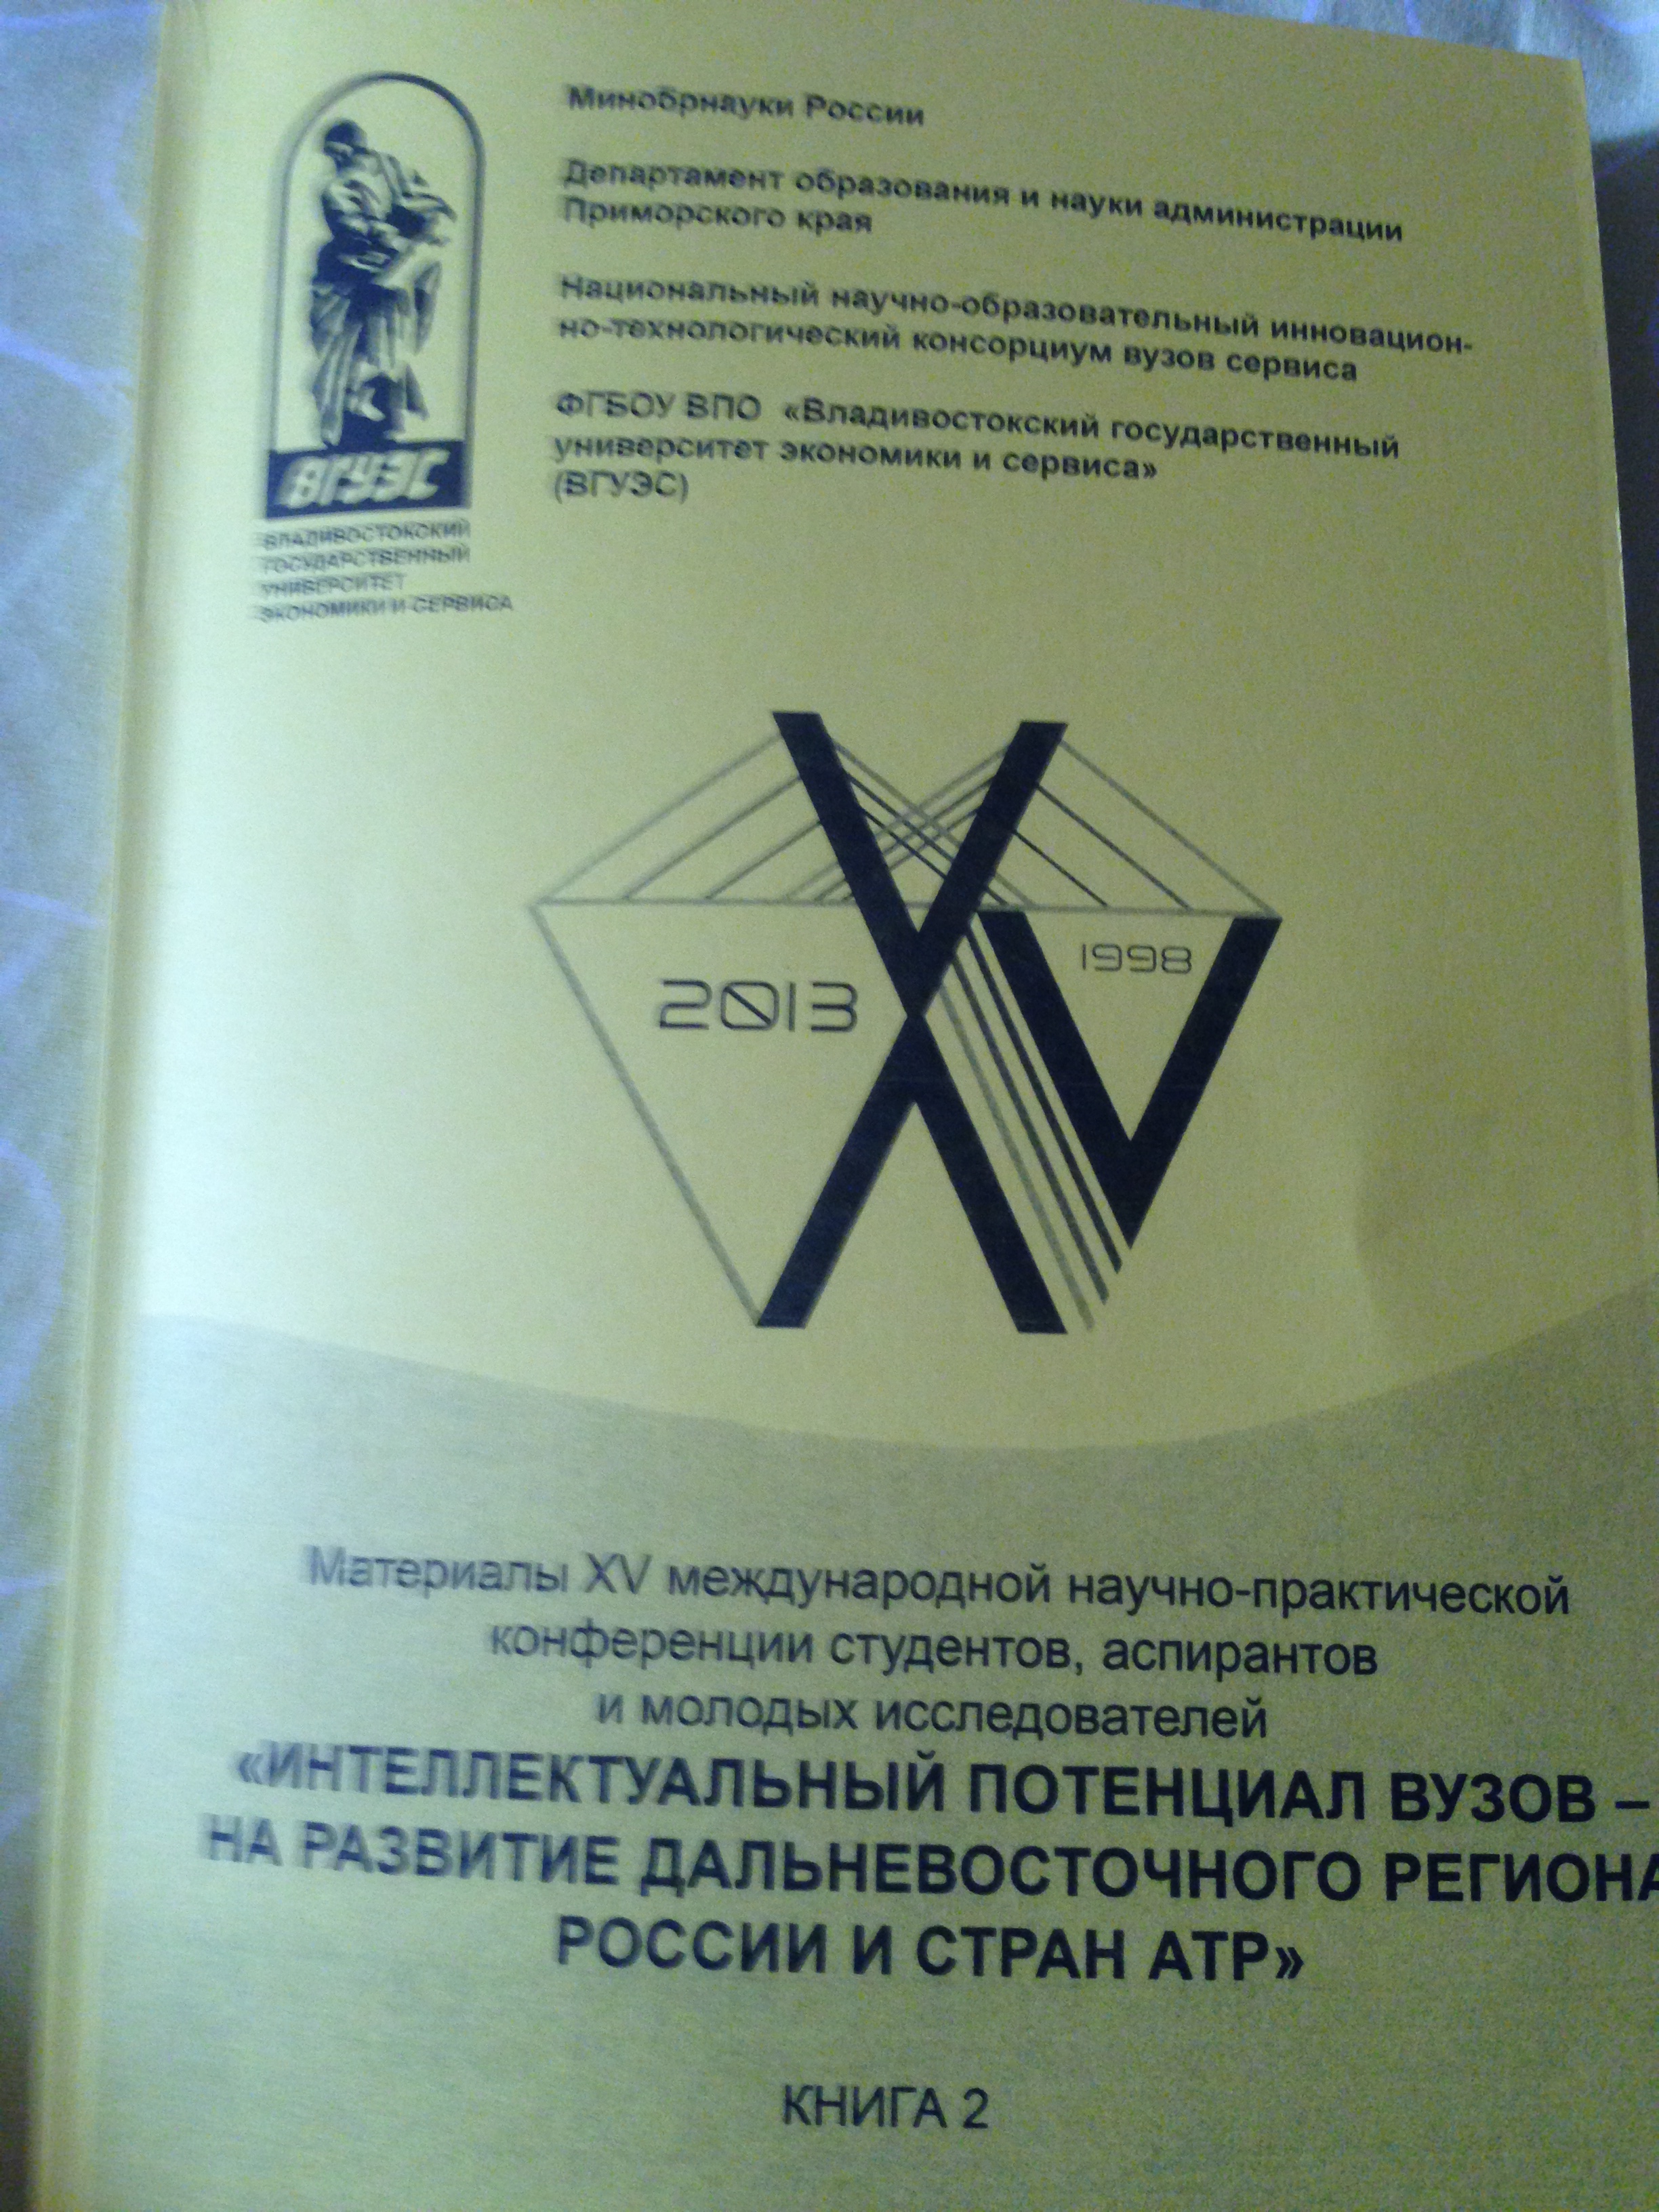 Минобрнауки России
Департамент образования и науки администрации
Приморского края
Национальный научно-образовательный инновацион-
но-технологический консорциум вузов сервиса
ФГБОУ ВПО «Владивостокский государственный
университет экономики и сервиса»
(ВГУЭС)
ВГУЭС
ВЛАДИВОСТОКСКИЙ
ГОСУДАРСТВЕННЫЙ
УНИВЕРСИТЕТ
ЭКОНОМИКИ И СЕРВИСА
XV
1998
2013
Материалы XV международной научно-практической
конференции студентов, аспирантов
и молодых исследователей
«ИНТЕЛЛЕКТУАЛЬНЫЙ ПОТЕНЦИАЛ ВУЗОВ –
НА РАЗВИТИЕ ДАЛЬНЕВОСТОЧНОГО РЕГИОНА
РОССИИ И СТРАН АТР»
КНИГА 2